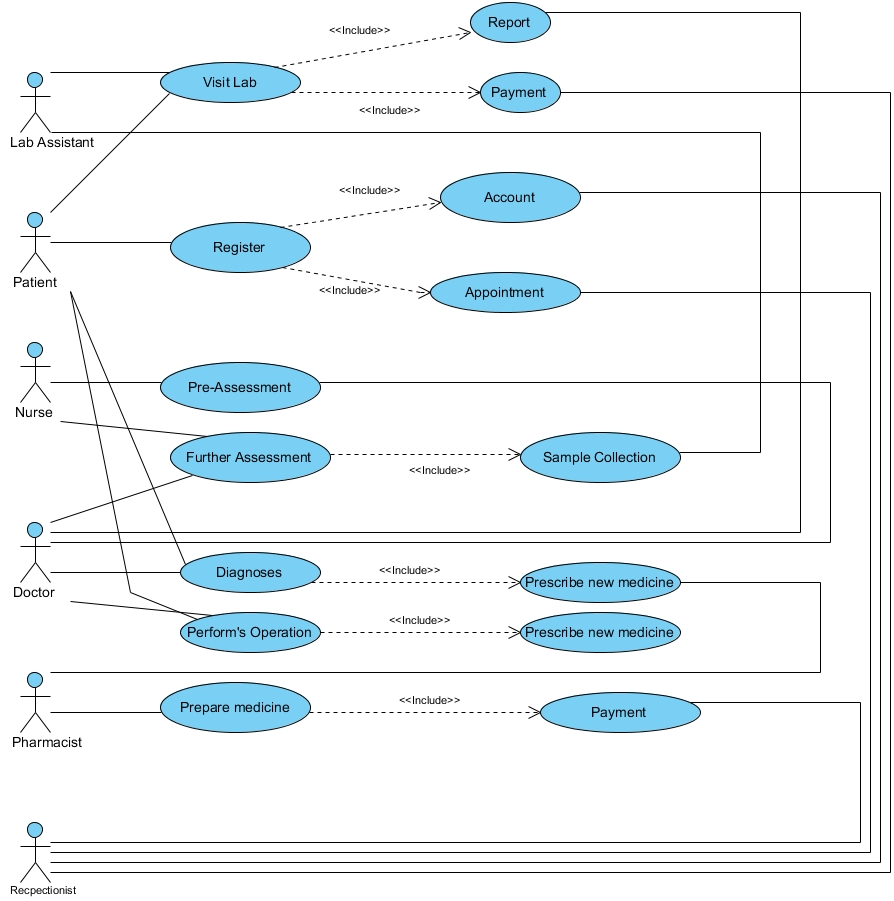 <<Include>>
Report
Visit Lab
Payment
<<Include>>
Lab Assistant
<<Include>>
Account
Register
Patient
<<Include>>
Appointment
Pre-Assessment
Nurse
Further Assessment
<<Include>>
Sample Collection
Diagnoses
<<Include>>
Prescribe new medicine
Doctor
<<Include>>
Perform's Operation
Prescribe new medicine
<<Include>>
Prepare medicine
Payment
Pharmacist
Recpectionist